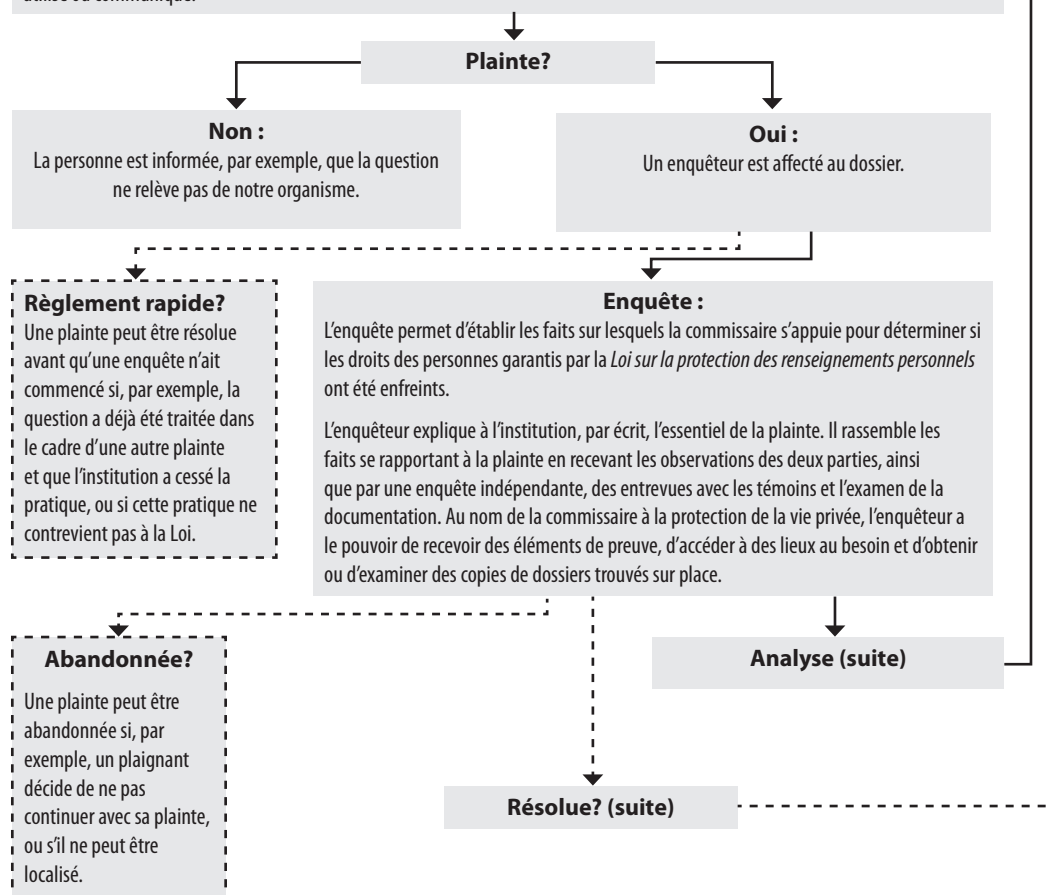 utilisé ou communiqué.
Plainte?
Non :
La personne est informée, par exemple, que la question
ne relève pas de notre organisme.
Oui :
Un enquêteur est affecté au dossier.
Règlement rapide?
Une plainte peut être résolue
avant qu’une enquête n’ait
commencé si, par exemple, la
question a déjà été traitée dans
le cadre d’une autre plainte
et que l’institution a cessé la
pratique, ou si cette pratique ne
contrevient pas à la Loi.
Enquête :
L’enquête permet d’établir les faits sur lesquels la commissaire s’appuie pour déterminer si
les droits des personnes garantis par la Loi sur la protection des renseignements personnels
ont été enfreints.
L’enquêteur explique à l’institution, par écrit, l’essentiel de la plainte. Il rassemble les
faits se rapportant à la plainte en recevant les observations des deux parties, ainsi
que par une enquête indépendante, des entrevues avec les témoins et l’examen de la
documentation. Au nom de la commissaire à la protection de la vie privée, l’enquêteur a
le pouvoir de recevoir des éléments de preuve, d’accéder à des lieux au besoin et d’obtenir
ou d’examiner des copies de dossiers trouvés sur place.
Abandonnée?
Une plainte peut être
abandonnée si, par
exemple, un plaignant
décide de ne pas
continuer avec sa plainte,
ou s’il ne peut être
localisé.
Analyse (suite)
Résolue? (suite)